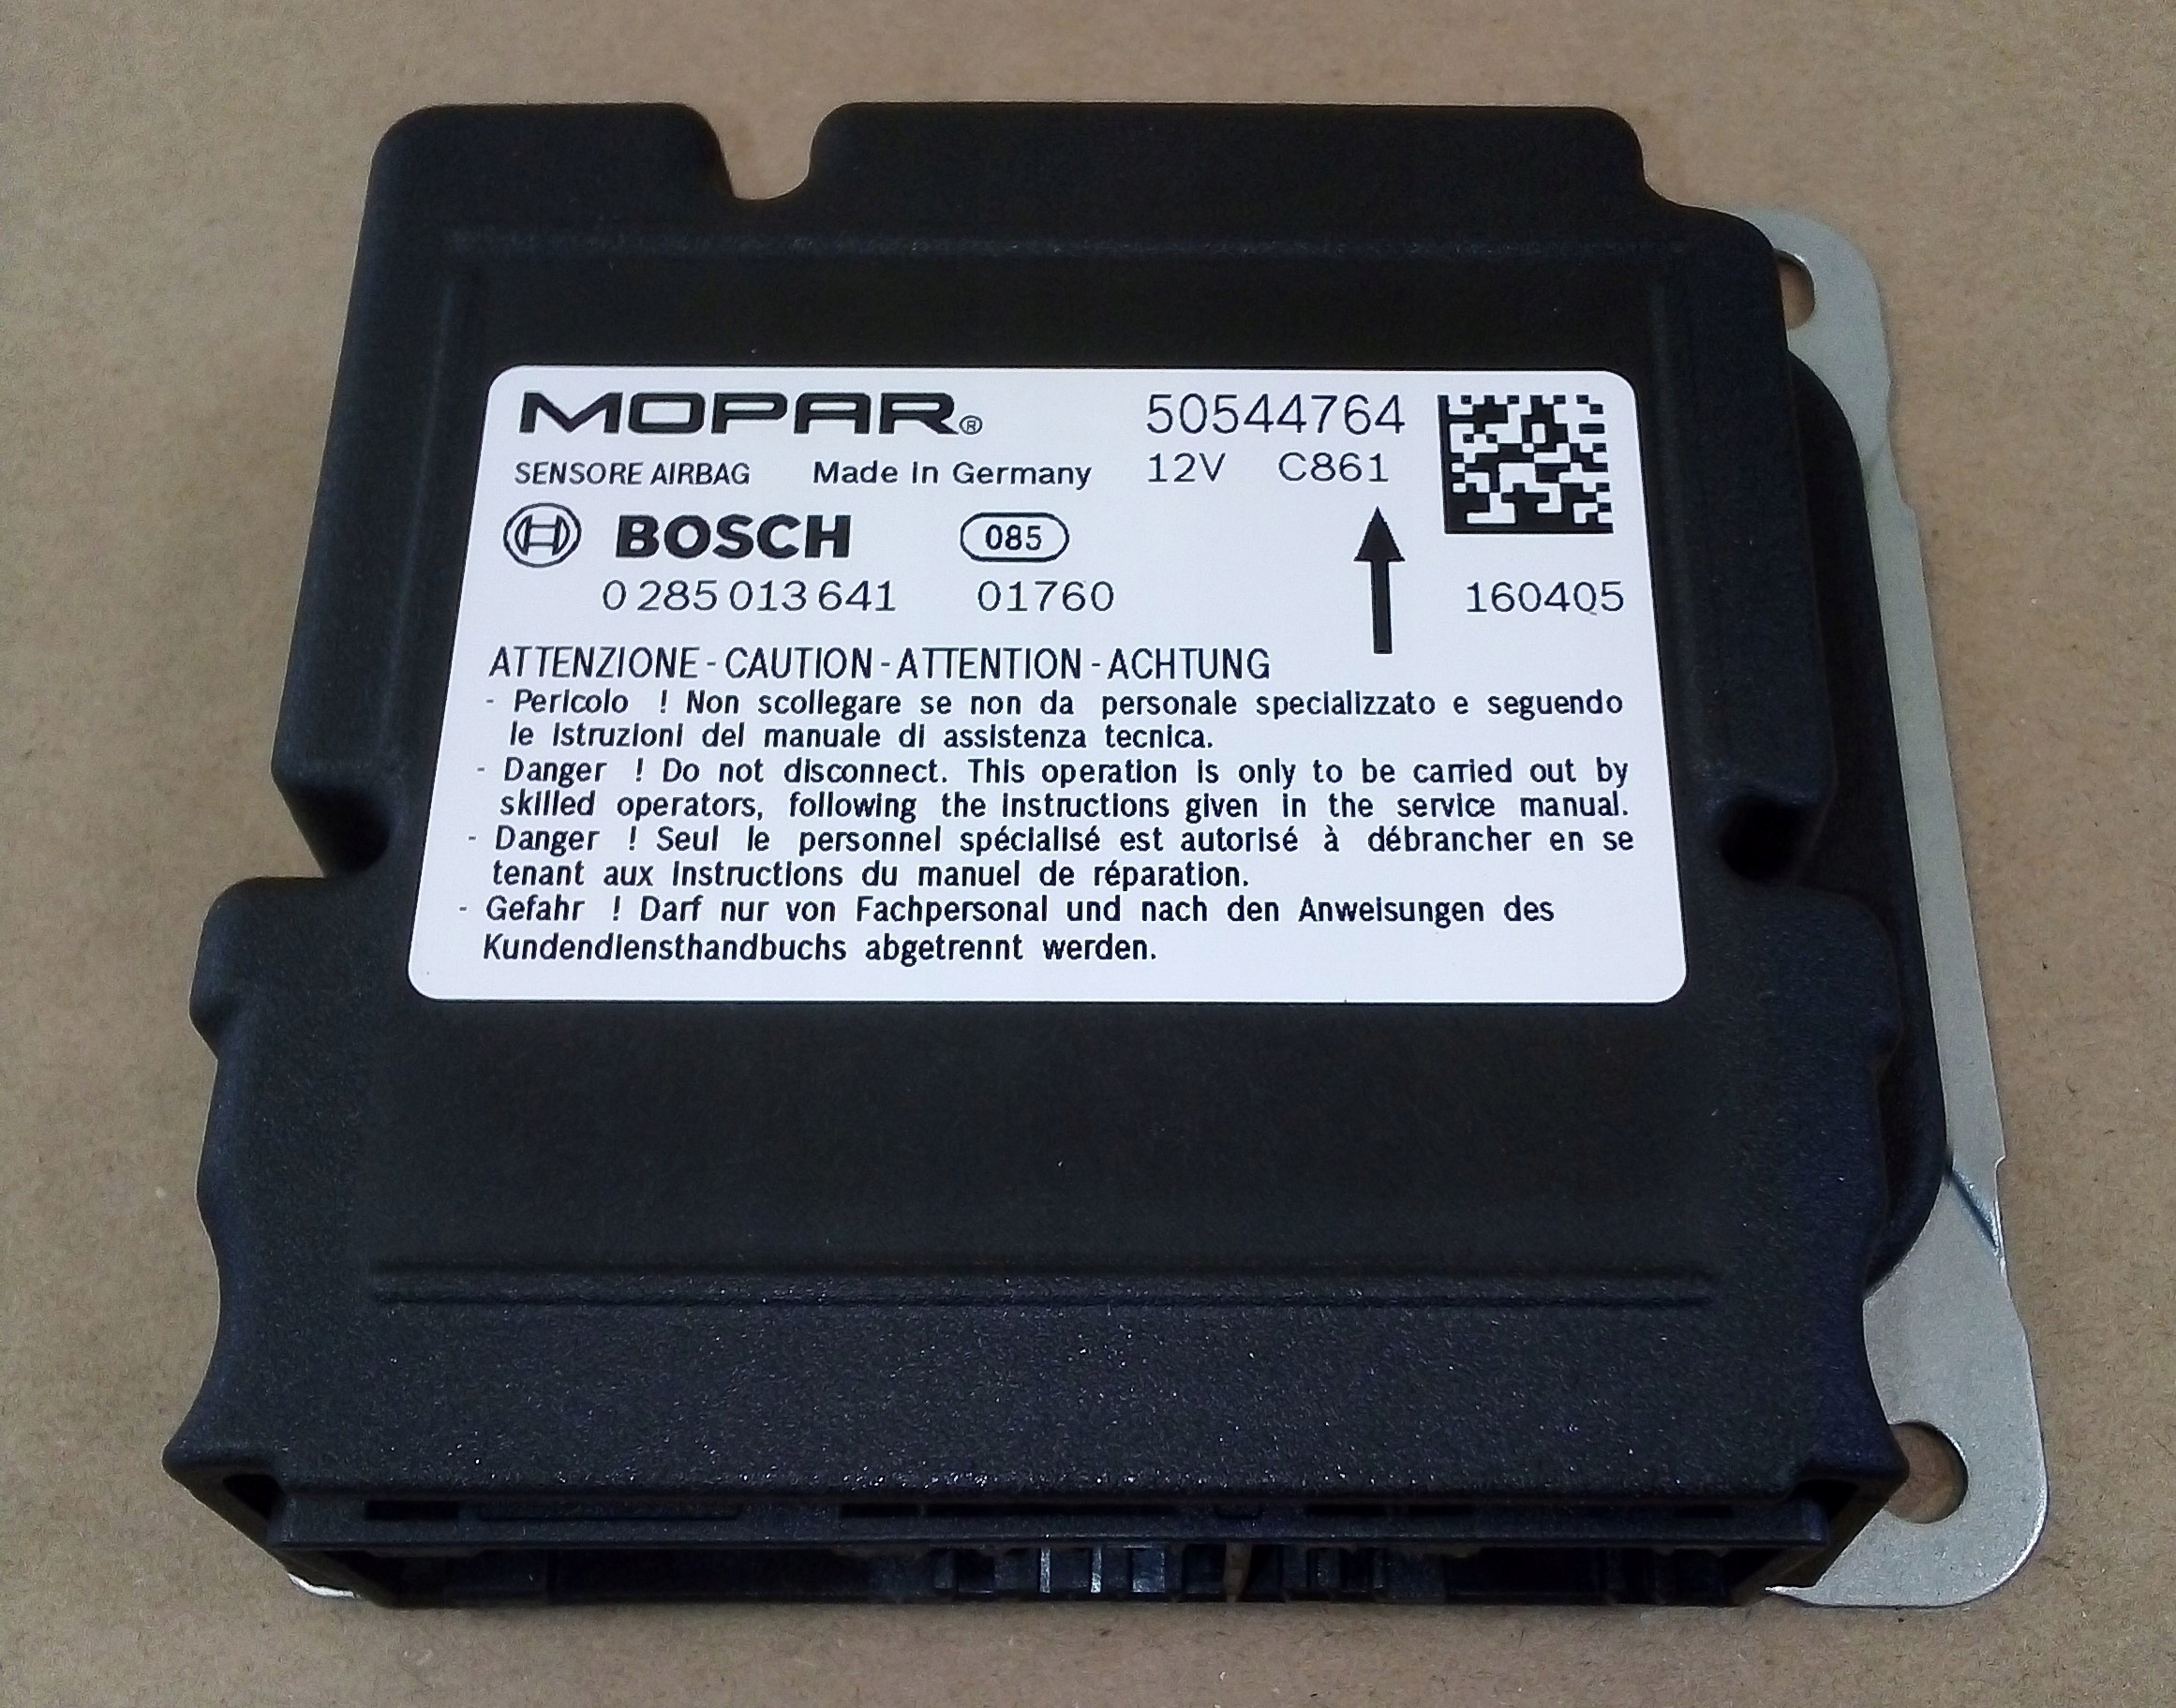 MOPAR® 50544764
SENSORE AIRBAG Made in Germany 12V C861
BOSCH 085
0 285 013 641 01760 160405
ATTENZIONE - CAUTION - ATTENTION - ACHTUNG
- Pericolo ! Non scollegare se non da personale specializzato e seguendo
le istruzioni del manuale di assistenza tecnica.
- Danger ! Do not disconnect. This operation is only to be carried out by
skilled operators, following the instructions given in the service manual.
- Danger ! Seul le personnel spécialisé est autorisé à débrancher en se
tenant aux instructions du manuel de réparation.
- Gefahr ! Darf nur von Fachpersonal und nach den Anweisungen des
Kundendiensthandbuchs abgetrennt werden.